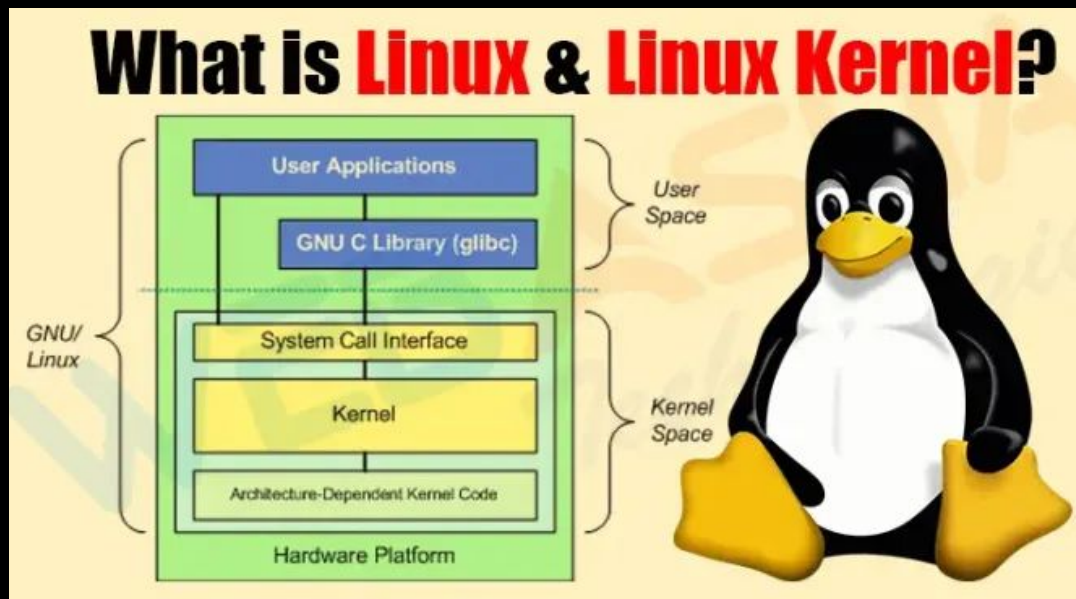 What is Linux & Linux Kernel?
User Applications
GNU C Library (glibc)
User
Space
GNU/
Linux
System Call Interface
Kernel
Architecture-Dependent Kernel Code
Kernel
Space
Hardware Platform